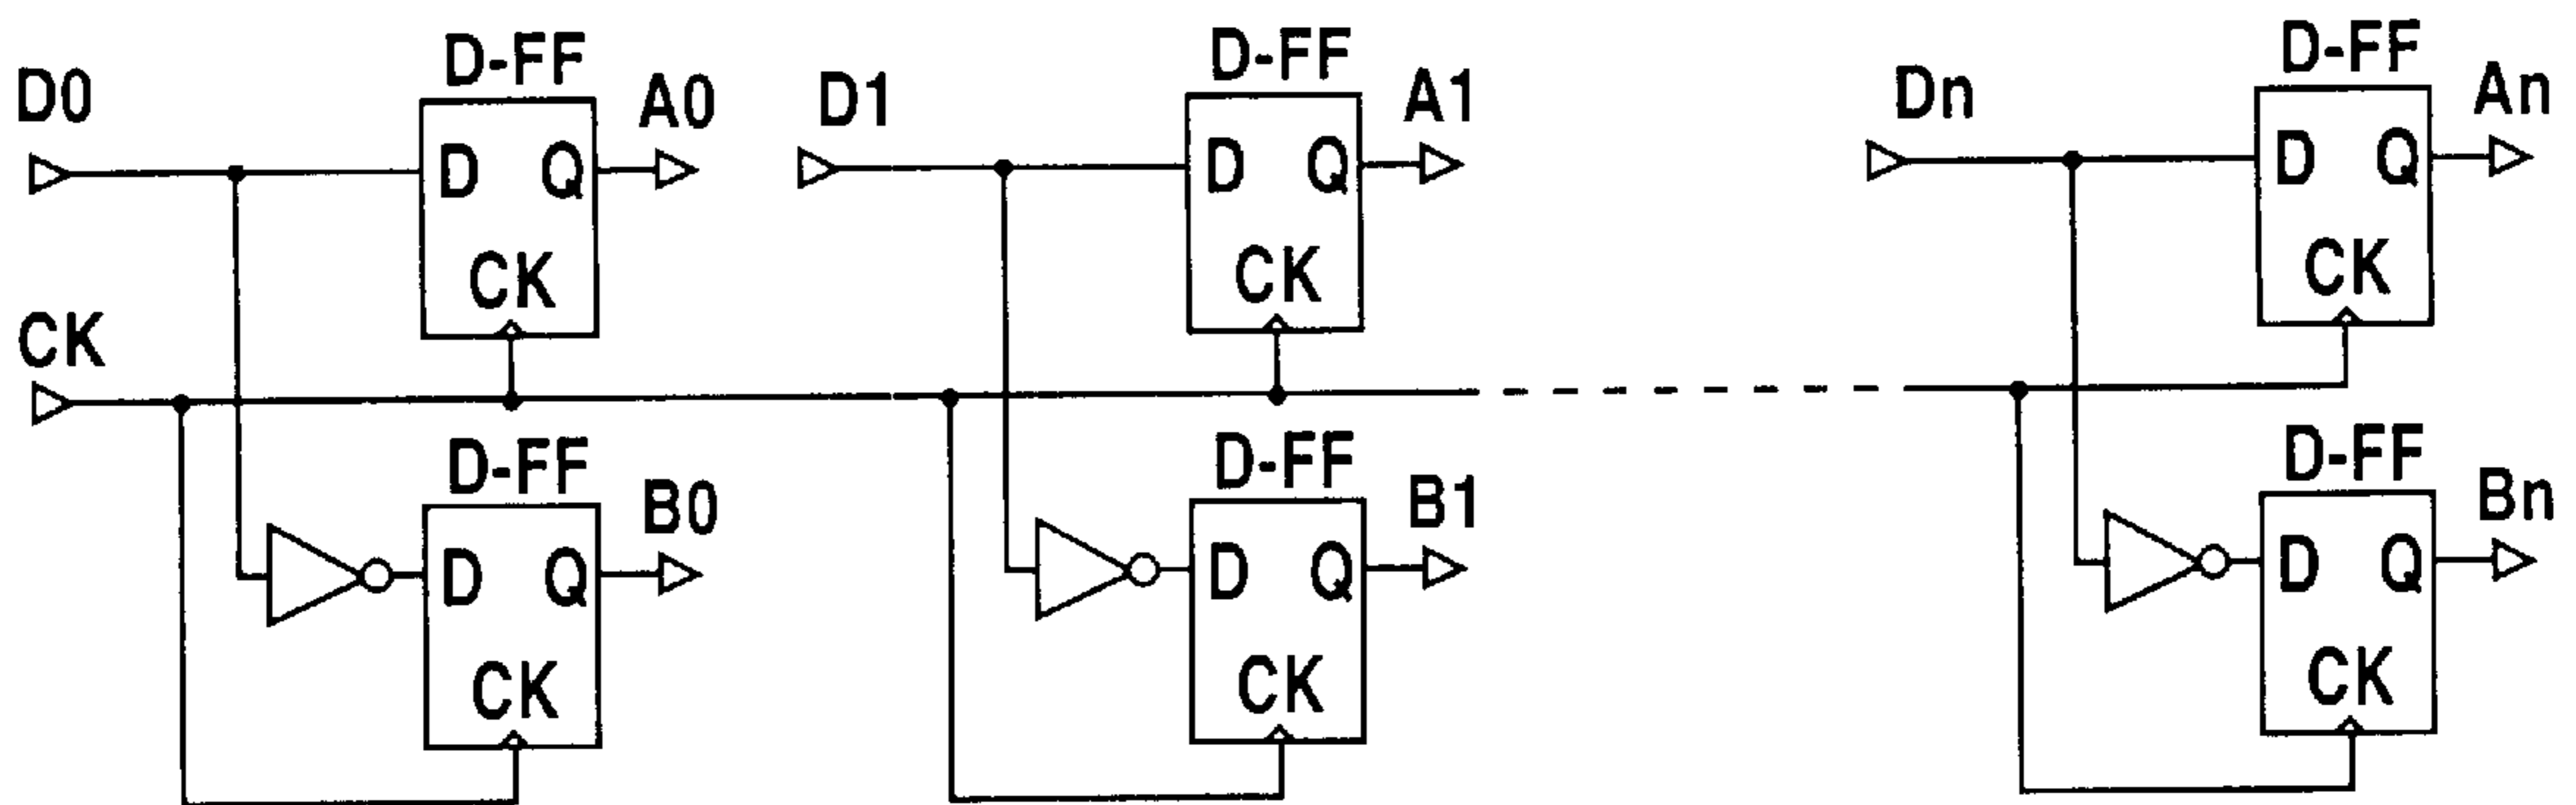 D-FF D-FF D-FF
D0 A0 D1 A1 Dn An
D Q D Q D Q
CK CK CK
CK
D-FF D-FF D-FF
B0 B1 Bn
D Q D Q D Q
CK CK CK